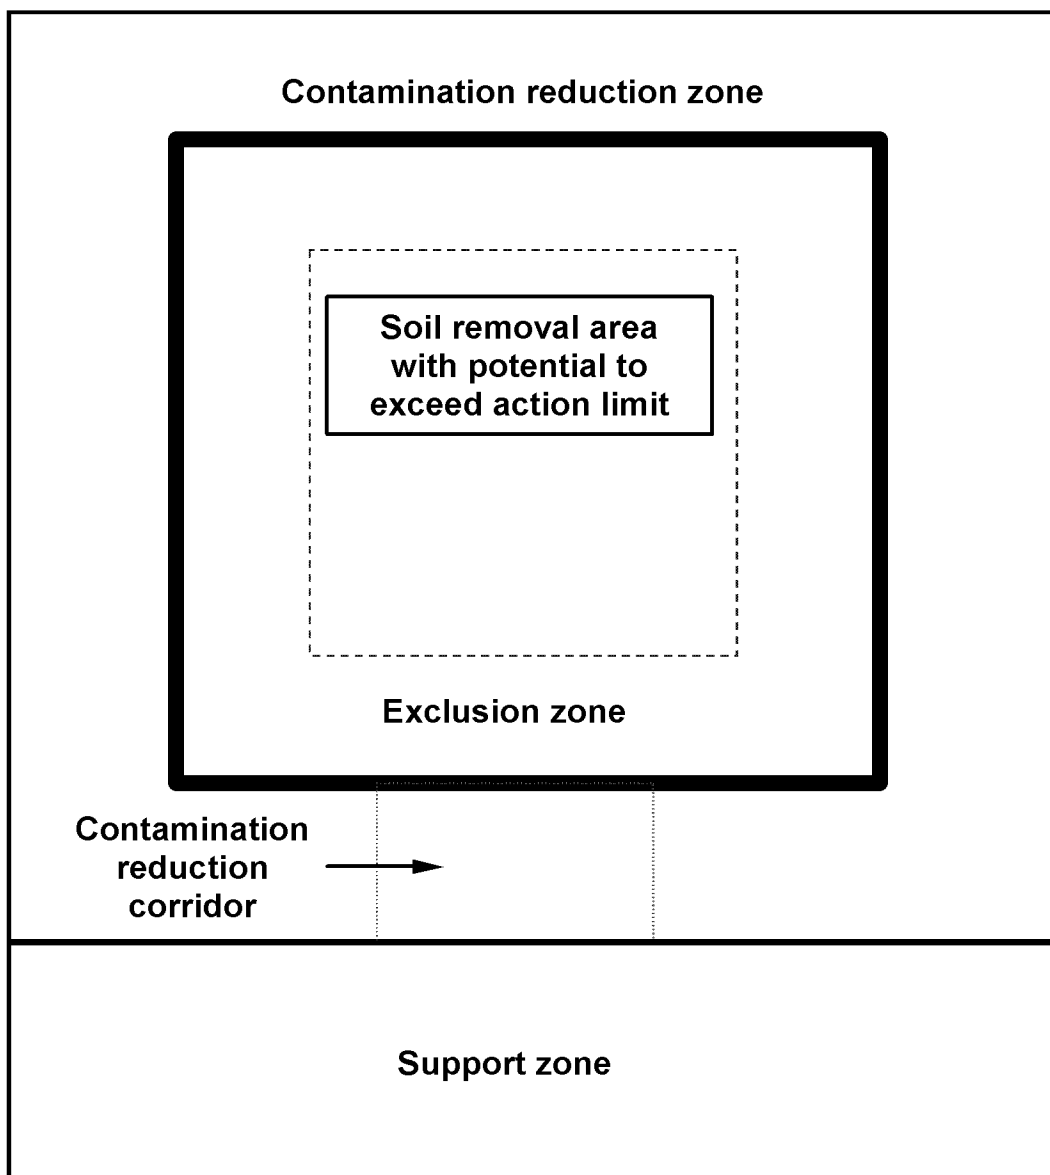 Contamination reduction zone
Soil removal area
with potential to
exceed action limit
Exclusion zone
Contamination
reduction
corridor
Support zone